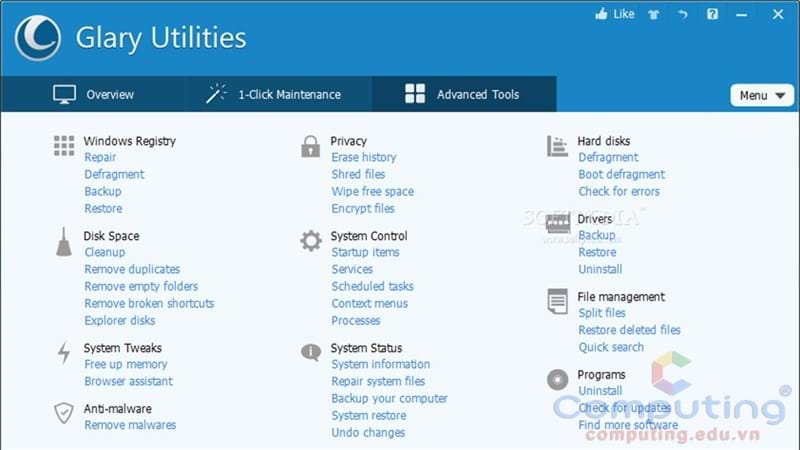 Like
Glary Utilities
Overview
1-Click Maintenance
Advanced Tools
Menu
Windows Registry
Repair
Defragment
Backup
Restore
Disk Space
Cleanup
Remove duplicates
Remove empty folders
Remove broken shortcuts
Explorer disks
System Tweaks
Free up memory
Browser assistant
Anti-malware
Remove malwares
Privacy
Erase history
Shred files
Wipe free space
Encrypt files
System Control
Startup items
Services
Scheduled tasks
Context menus
Processes
System Status
System information
Repair system files
Backup your computer
System restore
Undo changes
Hard disks
Defragment
Boot defragment
Check for errors
SOFTPEDIA™
www.softpedia.com
Drivers
Backup
Restore
Uninstall
File management
Split files
Restore deleted files
Quick search
Programs
Uninstall
Check for updates
Find more software
Computing®
computing.edu.vn